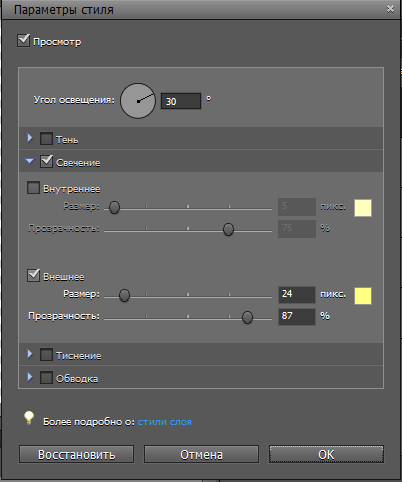 Параметры стиля
Просмотр
Угол освещения: 30 °
Тень
Свечение
Внутреннее
Размер: 5 пикс.
Прозрачность: 75 %
Внешнее
Размер: 24 пикс.
Прозрачность: 87 %
Тиснение
Обводка
Более подробно о: стили слоя
Восстановить Отмена OK